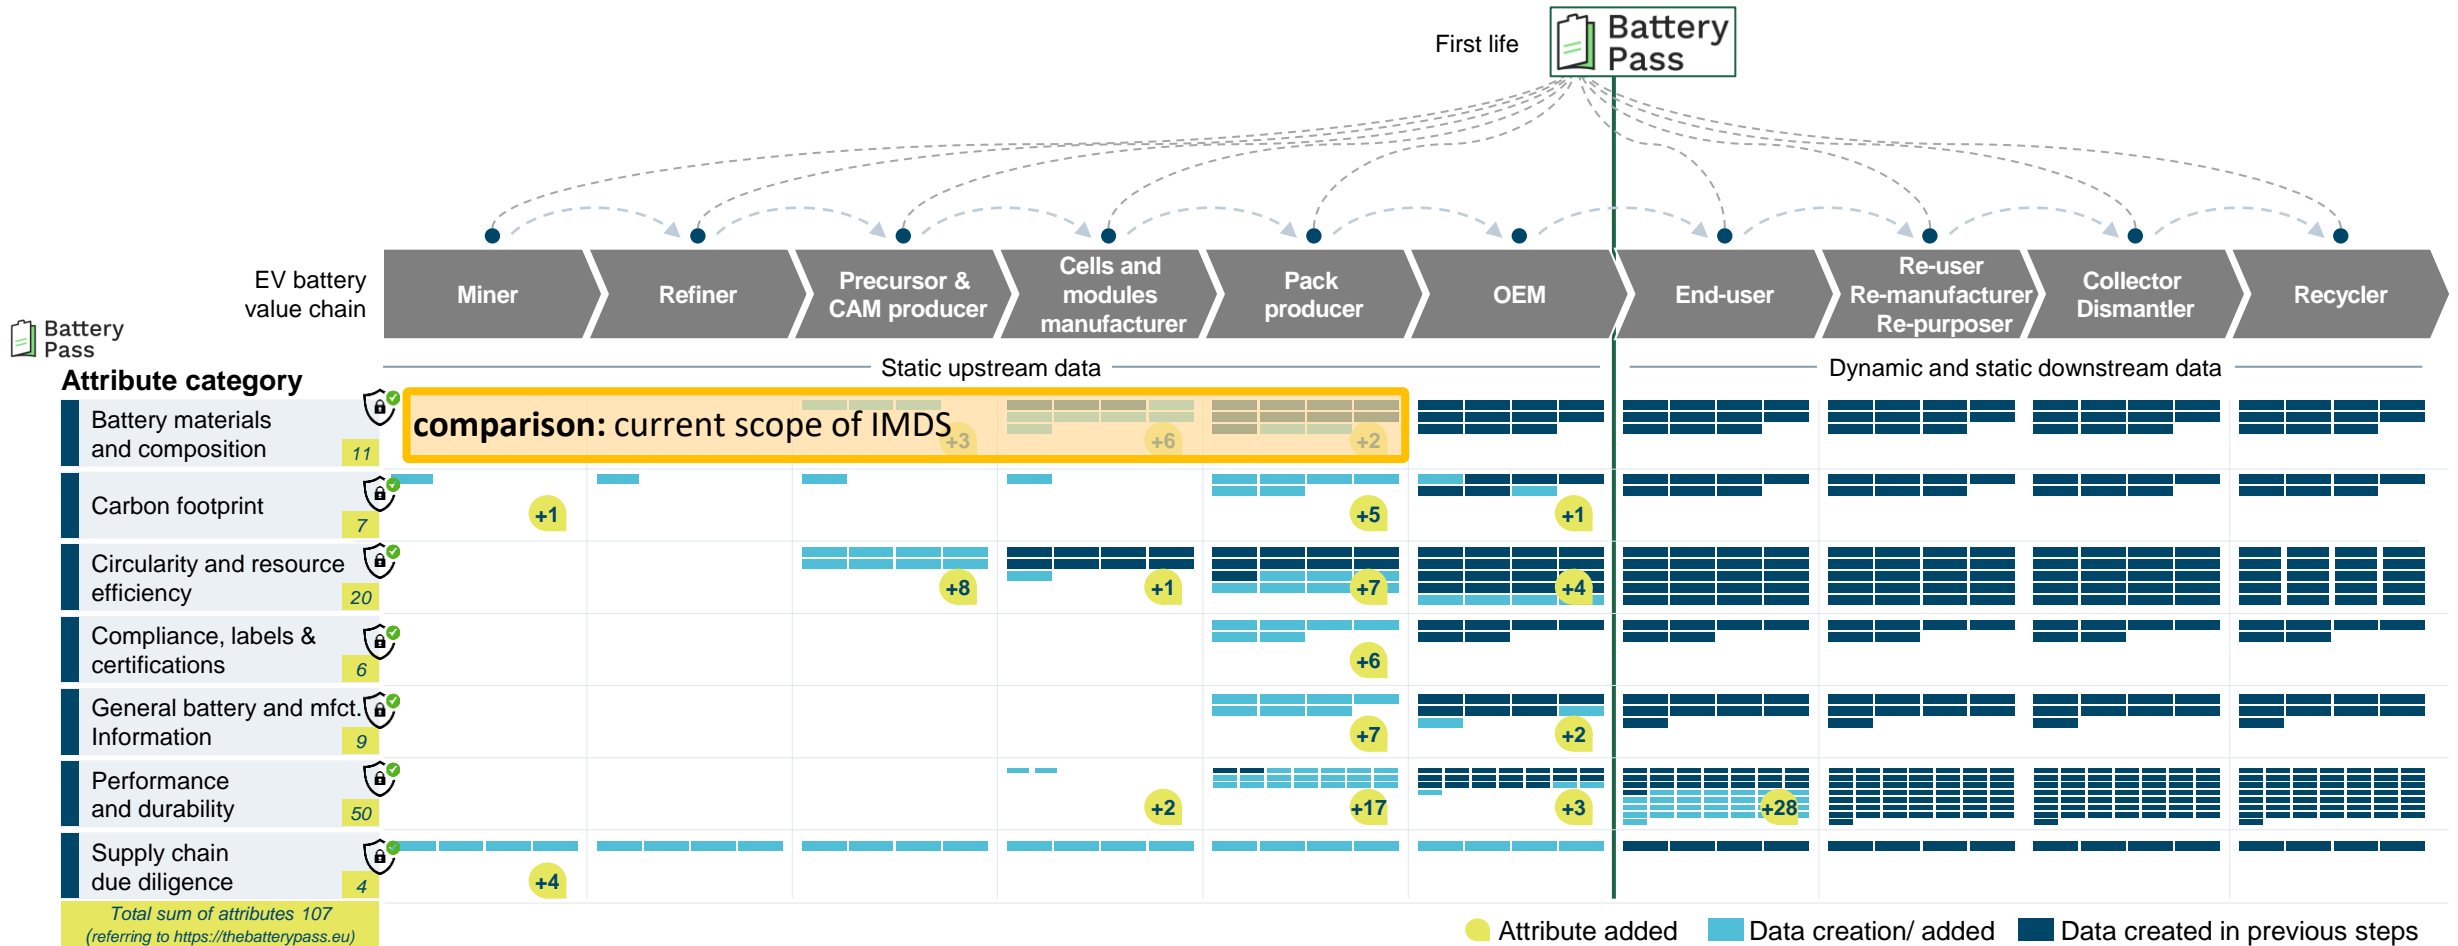 First life
Battery
Pass
EV battery
value chain
Miner
Refiner
Precursor &
CAM producer
Cells and
modules
manufacturer
Pack
producer
OEM
End-user
Re-user
Re-manufacturer
Re-purposer
Collector
Dismantler
Recycler
Battery
Pass
Static upstream data
Dynamic and static downstream data
Attribute category
Battery materials
and composition
11
comparison: current scope of IMDS
+3
+6
+2
Carbon footprint
7
+1
+5
+1
Circularity and resource
efficiency
20
+8
+1
+7
+4
Compliance, labels &
certifications
6
+6
General battery and mfct.
Information
9
+7
+2
Performance
and durability
50
+2
+17
+3
+28
Supply chain
due diligence
4
+4
Total sum of attributes 107
(referring to https://thebatterypass.eu)
Attribute added
Data creation/ added
Data created in previous steps